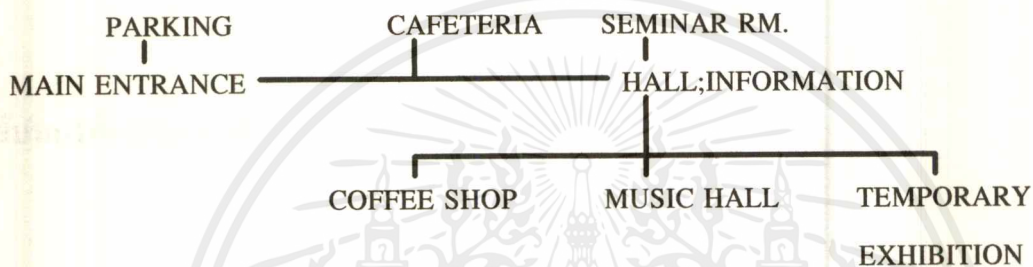 PARKING CAFETERIA SEMINAR RM.
MAIN ENTRANCE HALL;INFORMATION
COFFEE SHOP MUSIC HALL TEMPORARY
EXHIBITION